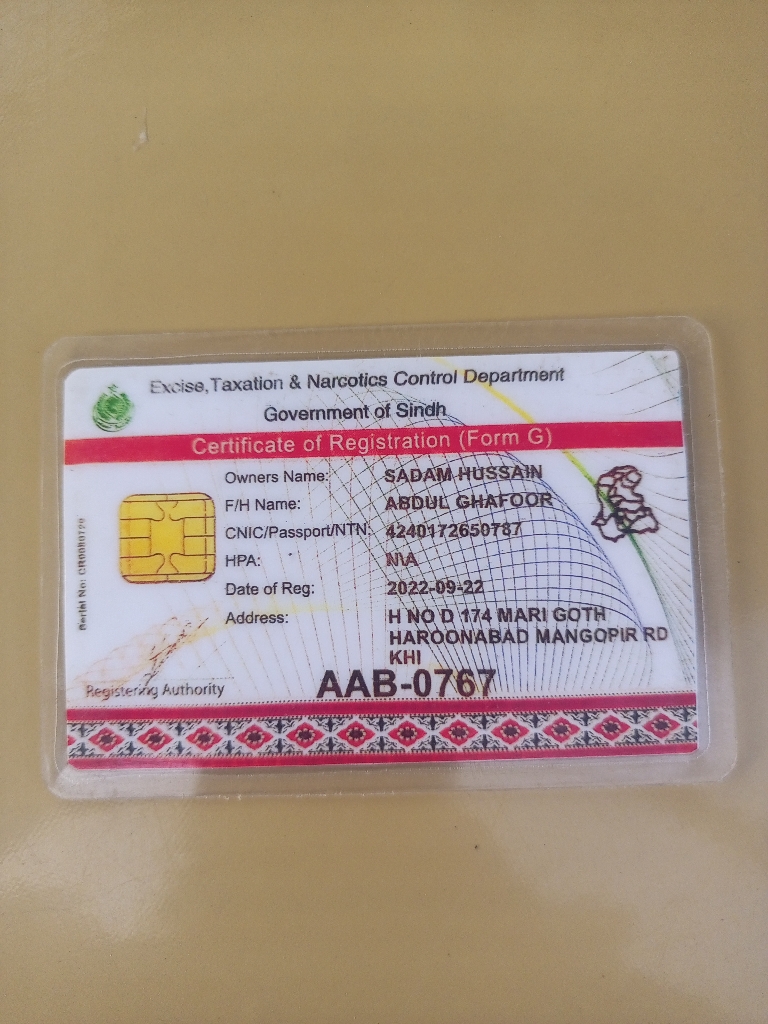 Excise,Taxation & Narcotics Control Department
Government of Sindh
Certificate of Registration (Form G)
Owners Name: SADAM HUSSAIN
F/H Name: ABDUL GHAFOOR
CNIC/Passport/NTN: 4240172650787
HPA: N\A
Date of Reg: 2022-09-22
Address: H NO D 174 MARI GOTH
HAROONABAD MANGOPIR RD
KHI
AAB-0767
Registering Authority
Serial No: